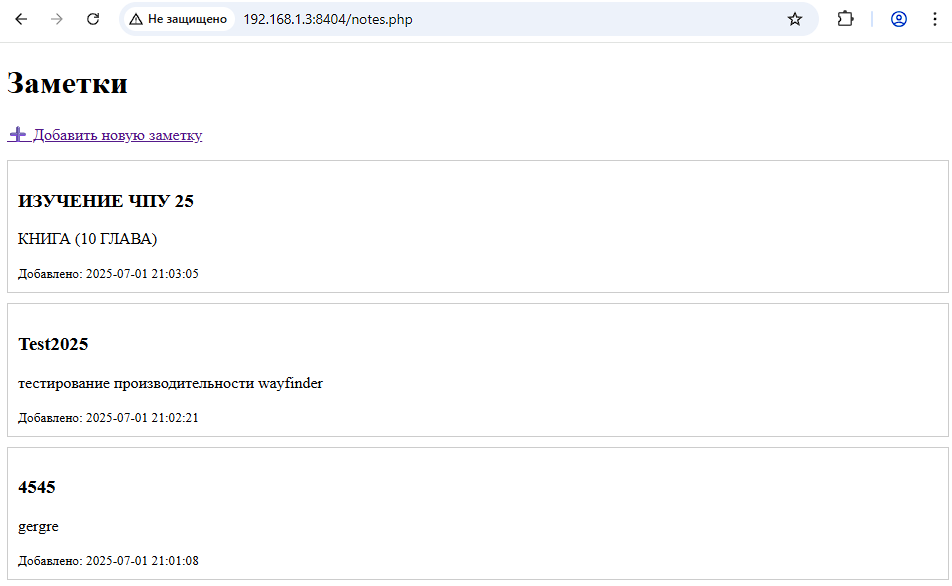 Не защищено 192.168.1.3:8404/notes.php
Заметки
Добавить новую заметку
ИЗУЧЕНИЕ ЧПУ 25
КНИГА (10 ГЛАВА)
Добавлено: 2025-07-01 21:03:05
Test2025
тестирование производительности wayfinder
Добавлено: 2025-07-01 21:02:21
4545
gergre
Добавлено: 2025-07-01 21:01:08